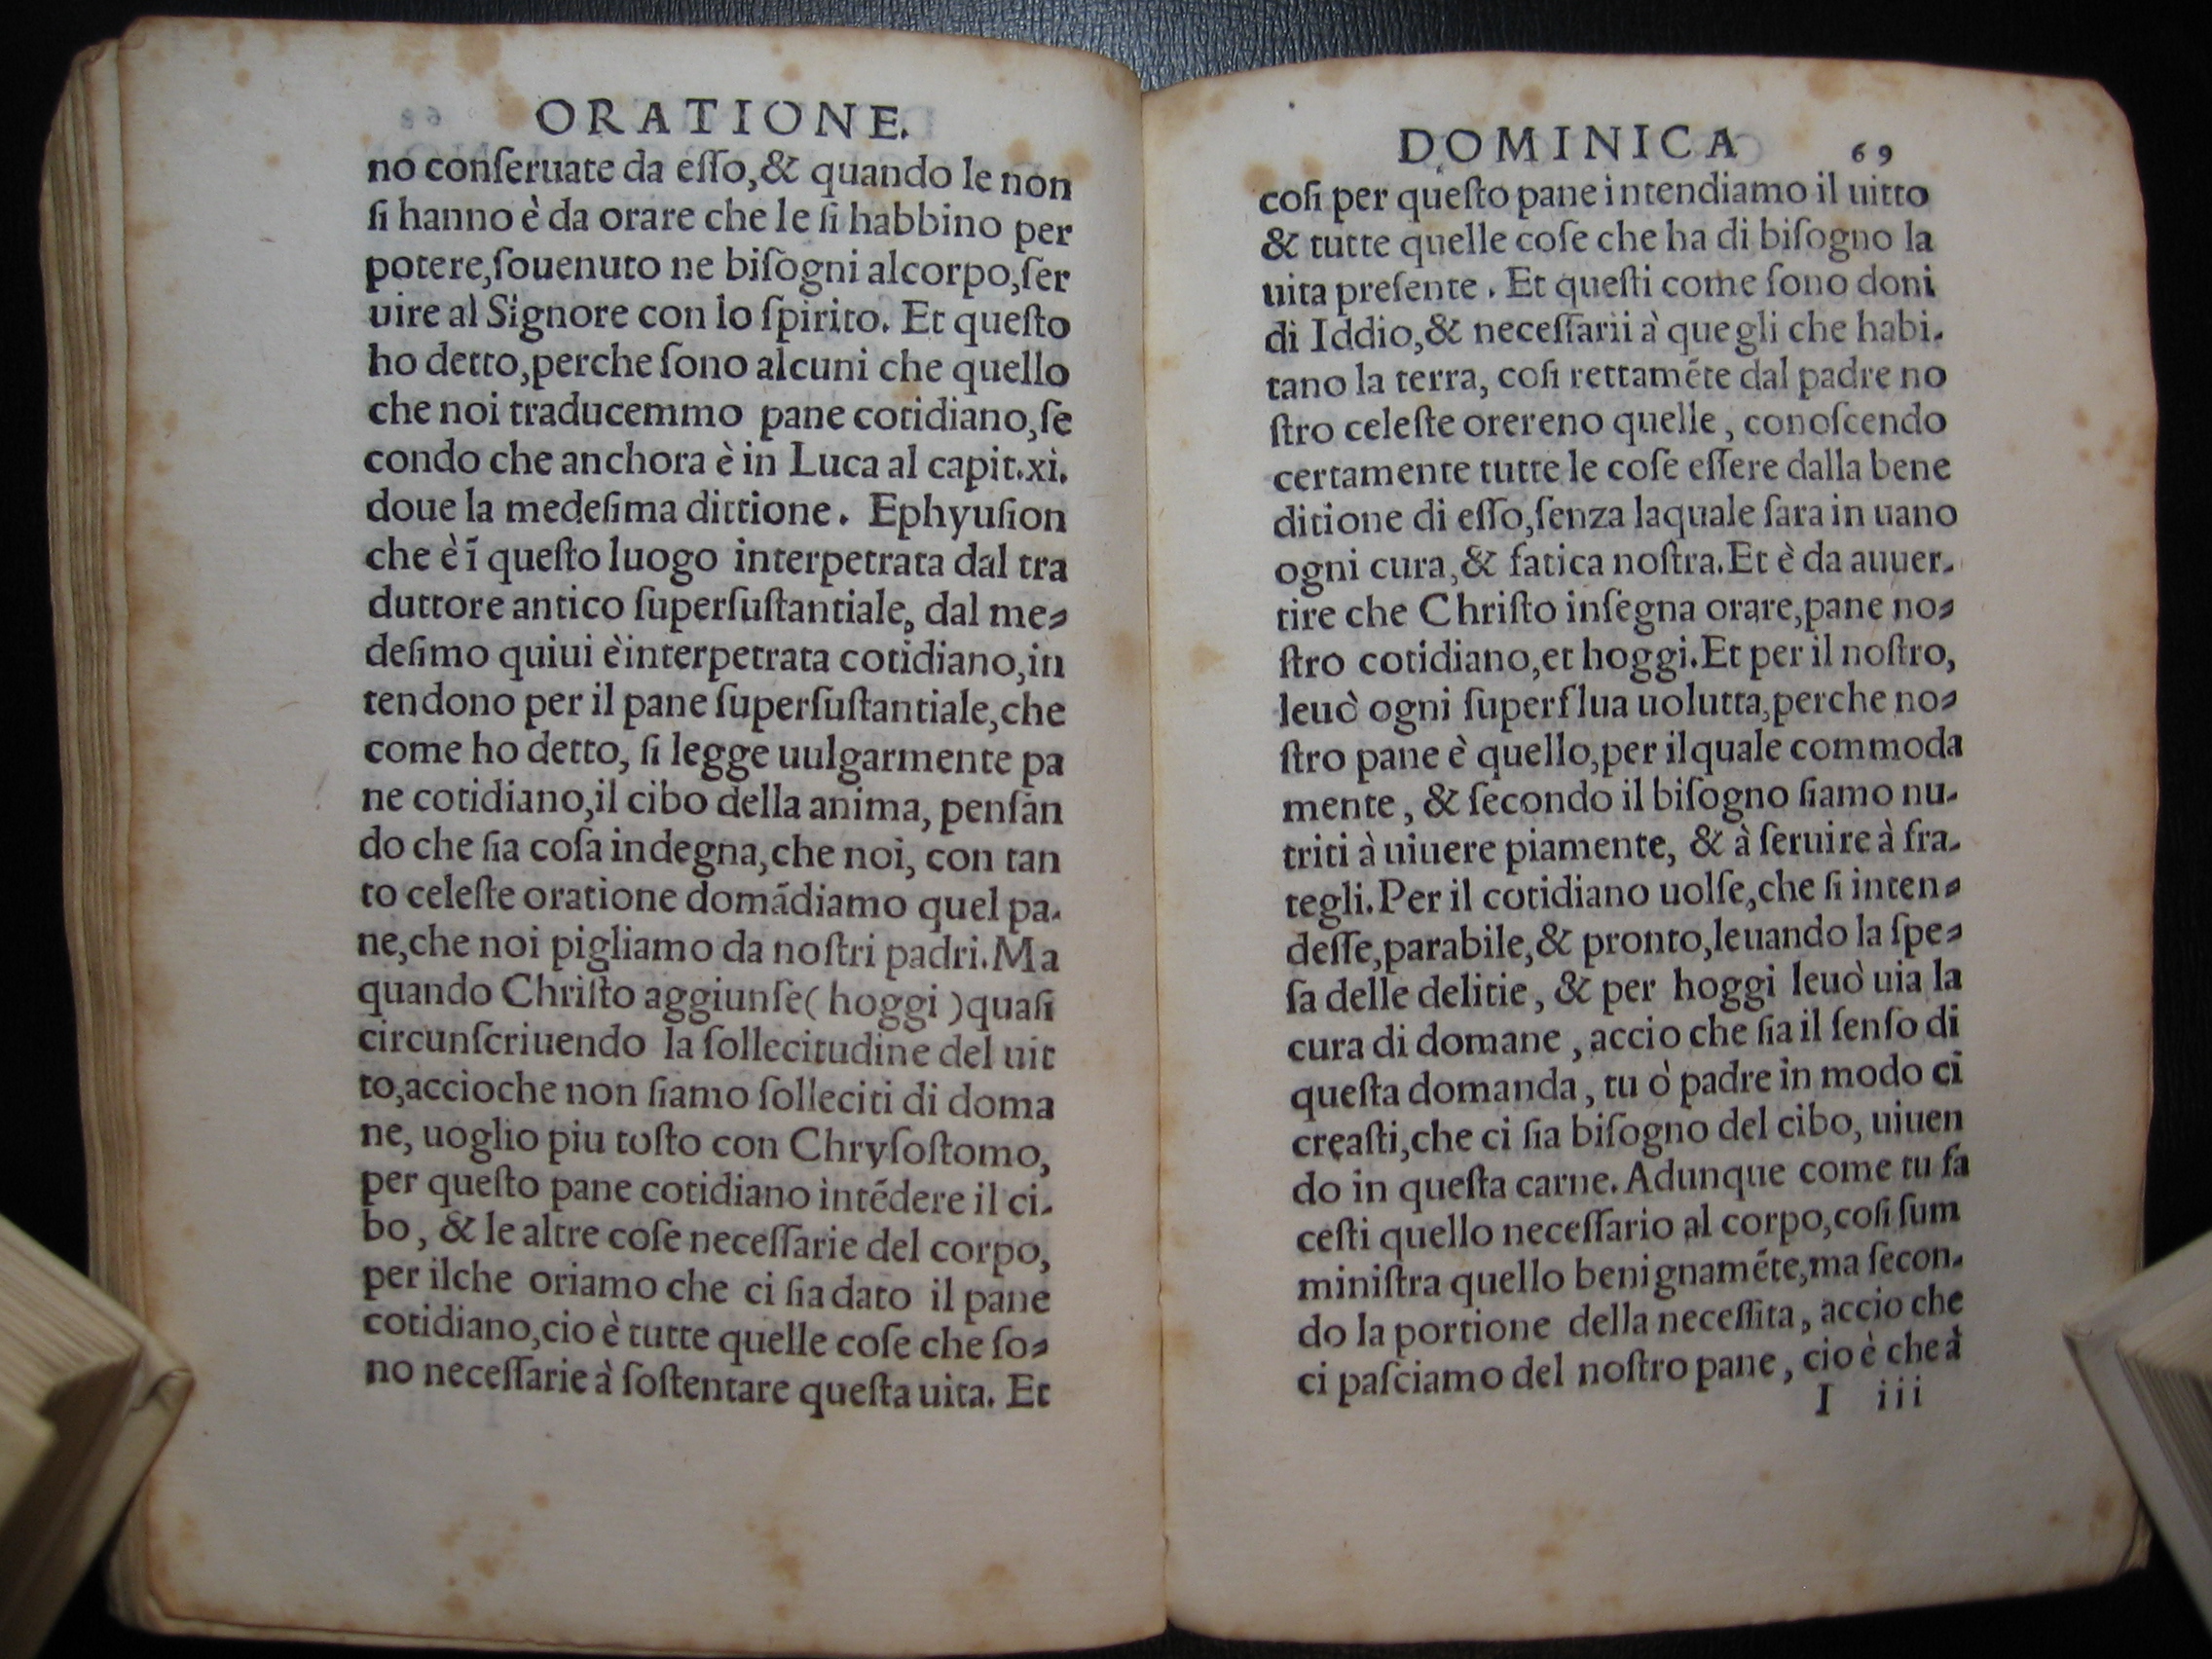 ORATIONE.
no conſeruate da eſſo,& quando le non
ſi hanno è da orare che le ſi habbino per
potere,ſouenuto ne biſogni alcorpo,ſer
uire al Signore con lo ſpirito. Et queſto
ho detto,perche ſono alcuni che quello
che noi traducemmo pane cotidiano,ſe
condo che anchora è in Luca al capit.xi.
doue la medeſima dittione. Ephyuſion
che è ī queſto luogo interpetrata dal tra
duttore antico ſuperſuſtantiale, dal me⸗
deſimo quiui è interpetrata cotidiano,in
tendono per il pane ſuperſuſtantiale,che
come ho detto, ſi legge uulgarmente pa
ne cotidiano,il cibo della anima, penſan
do che ſia coſa indegna,che noi, con tan
to celeſte oratione domãdiamo quel pa.
ne,che noi pigliamo da noſtri padri.Ma
quando Chriſto aggiunſe( hoggi )quaſi
circunſcriuendo la ſollecitudine del uit
to,accioche non ſiamo ſolleciti di doma
ne, uoglio piu toſto con Chryſoſtomo,
per queſto pane cotidiano intẽdere il ci.
bo, & le altre coſe neceſſarie del corpo,
per ilche oriamo che ci ſia dato il pane
cotidiano,cio è tutte quelle coſe che ſo⸗
no neceſſarie à ſoſtentare queſta uita. Et
DOMINICA 69
coſi per queſto pane intendiamo il uitto
& tutte quelle coſe che ha di biſogno la
uita preſente. Et queſti come ſono doni
di Iddio,& neceſſarii à quegli che habi.
tano la terra, coſi rettamẽte dal padre no
ſtro celeſte orereno quelle, conoſcendo
certamente tutte le coſe eſſere dalla bene
ditione di eſſo,ſenza laquale ſara in uano
ogni cura,& fatica noſtra.Et è da auuer.
tire che Chriſto inſegna orare,pane no⸗
ſtro cotidiano,et hoggi.Et per il noſtro,
leuò ogni ſuperflua uolutta,perche no⸗
ſtro pane è quello,per ilquale commoda
mente, & ſecondo il biſogno ſiamo nu.
triti à uiuere piamente, & à ſeruire à fra.
tegli.Per il cotidiano uolſe,che ſi inten⸗
deſſe,parabile,& pronto,leuando la ſpe⸗
ſa delle delitie, & per hoggi leuò uia la
cura di domane, accio che ſia il ſenſo di
queſta domanda, tu ò padre in modo ci
creaſti,che ci ſia biſogno del cibo, uiuen
do in queſta carne.Adunque come tu fa
ceſti quello neceſſario al corpo,coſi ſum
miniſtra quello benignamẽte,ma ſecon.
do la portione della neceſſita, accio che
ci paſciamo del noſtro pane, cio è che à
I iii